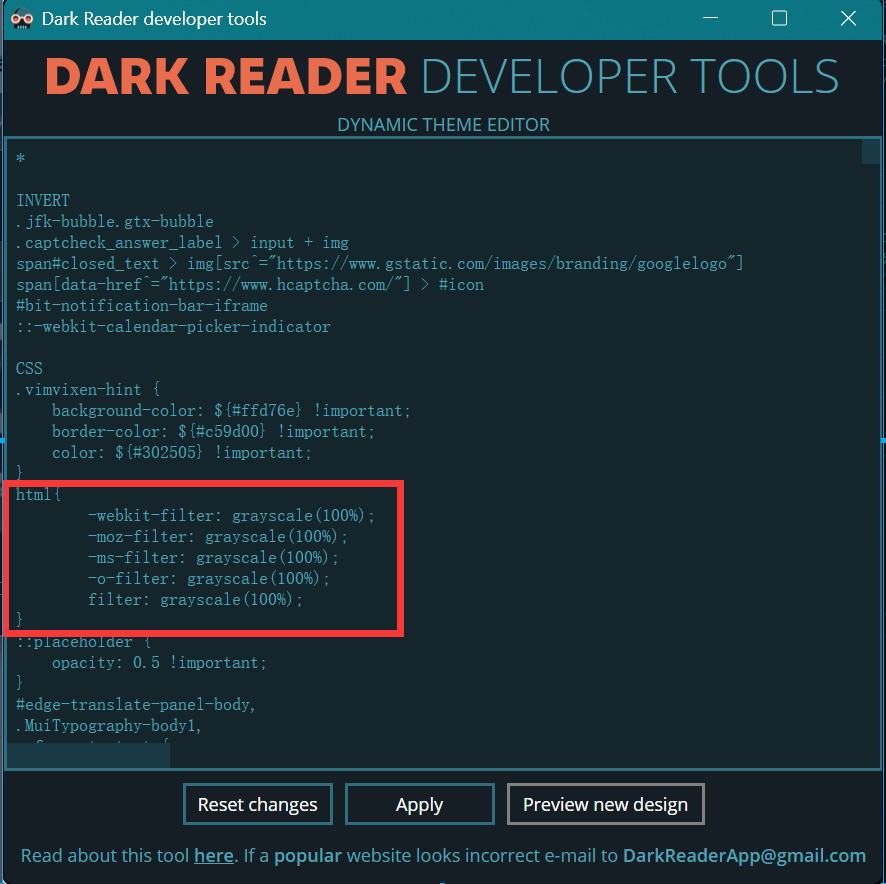 Dark Reader developer tools
DARK READER DEVELOPER TOOLS
DYNAMIC THEME EDITOR
*
INVERT
.jfk-bubble.gtx-bubble
.captcheck_answer_label > input + img
span#closed_text > img[src^="https://www.gstatic.com/images/branding/googlelogo"]
span[data-href^="https://www.hcaptcha.com/"] > #icon
#bit-notification-bar-iframe
::-webkit-calendar-picker-indicator
CSS
.vimvixen-hint {
    background-color: ${#ffd76e} !important;
    border-color: ${#c59d00} !important;
    color: ${#302505} !important;
}
html{
        -webkit-filter: grayscale(100%);
        -moz-filter: grayscale(100%);
        -ms-filter: grayscale(100%);
        -o-filter: grayscale(100%);
        filter: grayscale(100%);
}
::placeholder {
    opacity: 0.5 !important;
}
#edge-translate-panel-body,
.MuiTypography-body1,
Reset changes
Apply
Preview new design
Read about this tool here. If a popular website looks incorrect e-mail to DarkReaderApp@gmail.com